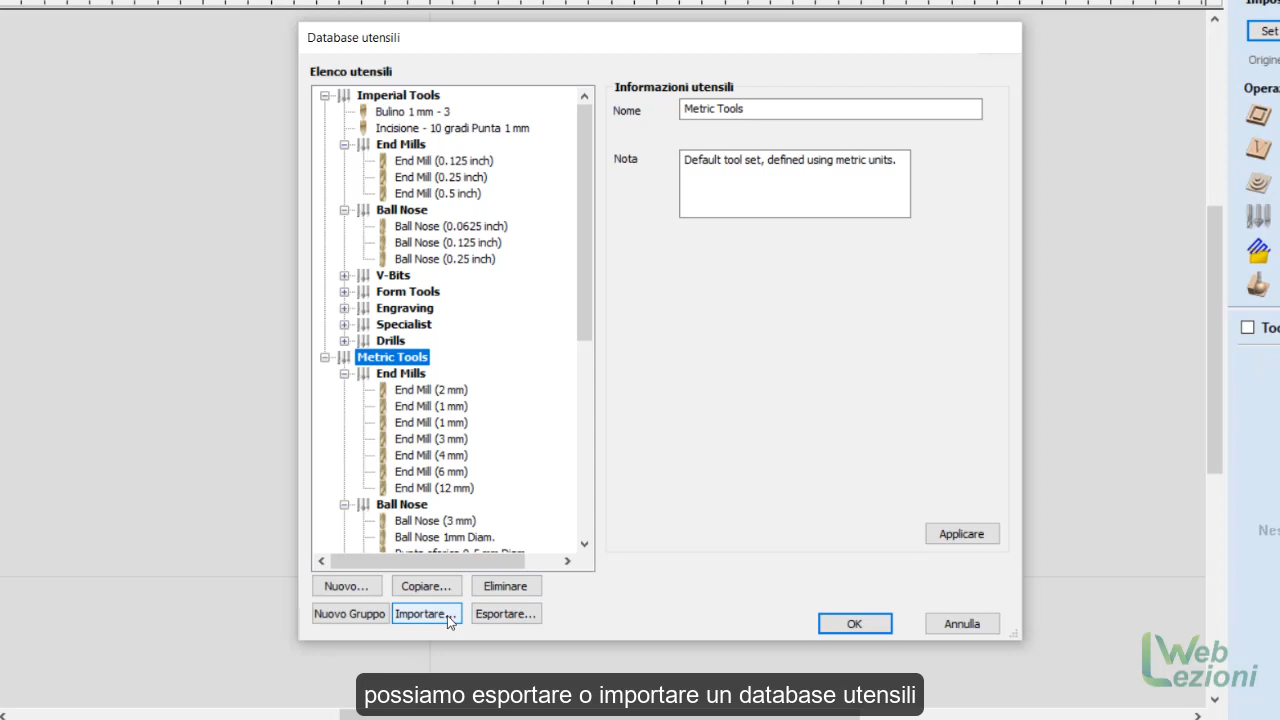 Database utensili
Elenco utensili
Imperial Tools
Bulino 1 mm - 3
Incisione - 10 gradi Punta 1 mm
End Mills
End Mill (0.125 inch)
End Mill (0.25 inch)
End Mill (0.5 inch)
Ball Nose
Ball Nose (0.0625 inch)
Ball Nose (0.125 inch)
Ball Nose (0.25 inch)
V-Bits
Form Tools
Engraving
Specialist
Drills
Metric Tools
End Mills
End Mill (2 mm)
End Mill (1 mm)
End Mill (1 mm)
End Mill (3 mm)
End Mill (4 mm)
End Mill (6 mm)
End Mill (12 mm)
Ball Nose
Ball Nose (3 mm)
Ball Nose 1mm Diam.
Nuovo... Copiare... Eliminare
Nuovo Gruppo Importare... Esportare...
Informazioni utensili
Nome Metric Tools
Nota Default tool set, defined using metric units.
Applicare
OK Annulla
Set
Web
Lezioni
possiamo esportare o importare un database utensili